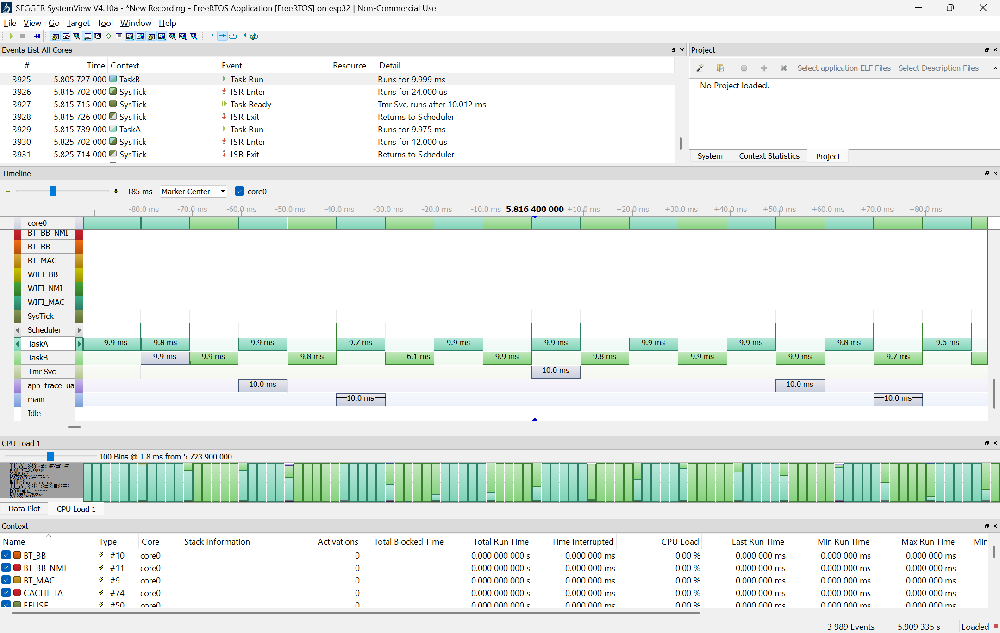 SEGGER SystemView V4.10a - *New Recording - FreeRTOS Application [FreeRTOS] on esp32 | Non-Commercial Use
File View Go Target Tool Window Help
Events List All Cores
# Time Context Event Resource Detail
3925 5.805 727 000 TaskB Task Run Runs for 9.999 ms
3926 5.815 702 000 SysTick ISR Enter Runs for 24.000 us
3927 5.815 715 000 SysTick Task Ready Tmr Svc, runs after 10.012 ms
3928 5.815 726 000 SysTick ISR Exit Returns to Scheduler
3929 5.815 739 000 TaskA Task Run Runs for 9.975 ms
3930 5.825 702 000 SysTick ISR Enter Runs for 12.000 us
3931 5.825 714 000 SysTick ISR Exit Returns to Scheduler
Project
Select application ELF Files Select Description Files »
No Project loaded.
System Context Statistics Project
Timeline
- + 185 ms Marker Center core0
-80.0 ms -70.0 ms -60.0 ms -50.0 ms -40.0 ms -30.0 ms -20.0 ms -10.0 ms 5.816 400 000 +10.0 ms +20.0 ms +30.0 ms +40.0 ms +50.0 ms +60.0 ms +70.0 ms +80.0 ms
core0
BT_BB_NMI
BT_BB
BT_MAC
WIFI_BB
WIFI_NMI
WIFI_MAC
SysTick
Scheduler
TaskA 9.9 ms 9.8 ms 9.9 ms 9.7 ms 9.9 ms 9.9 ms 9.9 ms 9.9 ms 9.8 ms 9.5 ms
TaskB 9.9 ms 9.9 ms 9.8 ms 6.1 ms 9.9 ms 9.8 ms 9.9 ms 9.9 ms 9.7 ms
Tmr Svc 10.0 ms
app_trace_ua 10.0 ms 10.0 ms
main 10.0 ms 10.0 ms
Idle
CPU Load 1
100 Bins @ 1.8 ms from 5.723 900 000
Data Plot CPU Load 1
Context
Name Type Core Stack Information Activations Total Blocked Time Total Run Time Time Interrupted CPU Load Last Run Time Min Run Time Max Run Time Min
BT_BB #10 core0 0 0.000 000 000 s 0.000 000 ms 0.00 % 0.000 000 ms 0.000 000 ms 0.000 000 ms
BT_BB_NMI #11 core0 0 0.000 000 000 s 0.000 000 ms 0.00 % 0.000 000 ms 0.000 000 ms 0.000 000 ms
BT_MAC #9 core0 0 0.000 000 000 s 0.000 000 ms 0.00 % 0.000 000 ms 0.000 000 ms 0.000 000 ms
CACHE_IA #74 core0 0 0.000 000 000 s 0.000 000 ms 0.00 % 0.000 000 ms 0.000 000 ms 0.000 000 ms
EFUSE #50 core0 0 0.000 000 000 s 0.000 000 ms 0.00 % 0.000 000 ms 0.000 000 ms 0.000 000 ms
3 989 Events 5.909 335 s Loaded